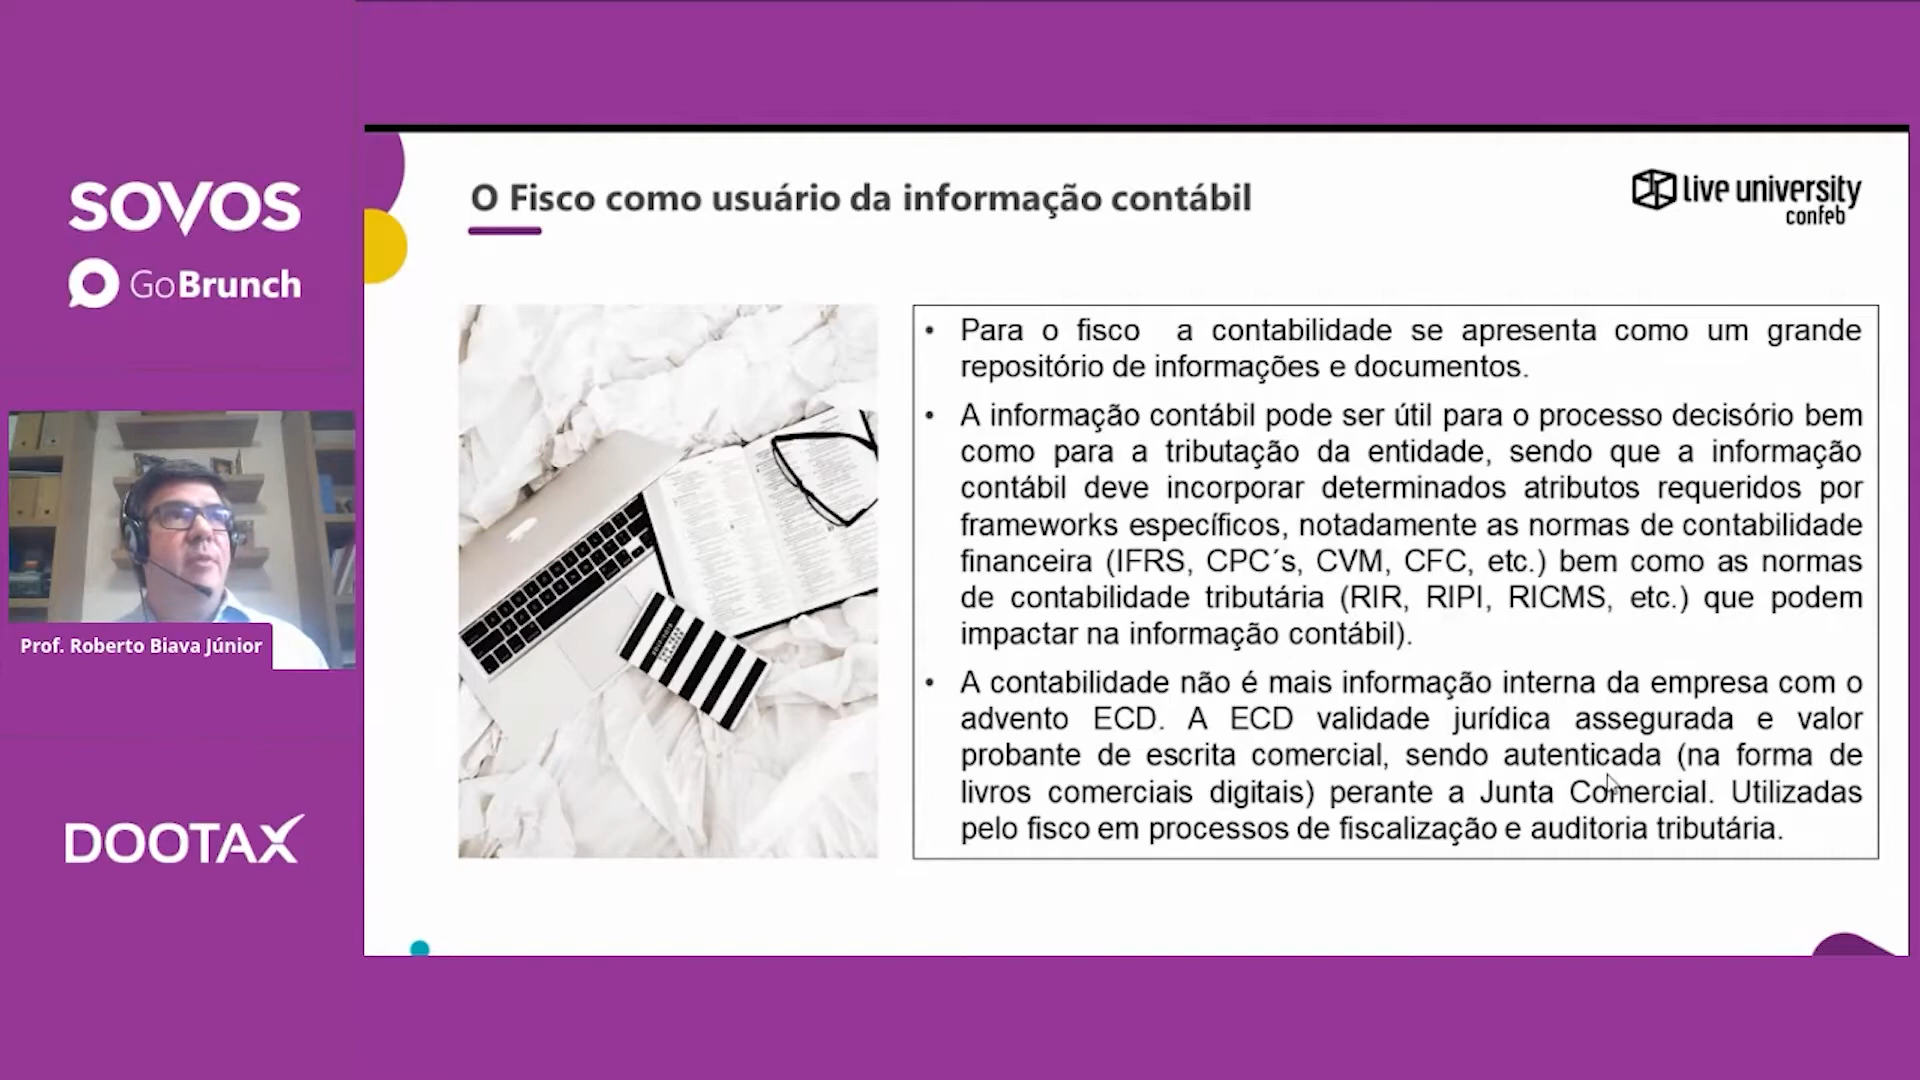 SOVOS
GoBrunch
Prof. Roberto Biava Júnior
DOOTAX
O Fisco como usuário da informação contábil
live university
confeb
• Para o fisco a contabilidade se apresenta como um grande
repositório de informações e documentos.
• A informação contábil pode ser útil para o processo decisório bem
como para a tributação da entidade, sendo que a informação
contábil deve incorporar determinados atributos requeridos por
frameworks específicos, notadamente as normas de contabilidade
financeira (IFRS, CPC´s, CVM, CFC, etc.) bem como as normas
de contabilidade tributária (RIR, RIPI, RICMS, etc.) que podem
impactar na informação contábil).
• A contabilidade não é mais informação interna da empresa com o
advento ECD. A ECD validade jurídica assegurada e valor
probante de escrita comercial, sendo autenticada (na forma de
livros comerciais digitais) perante a Junta Comercial. Utilizadas
pelo fisco em processos de fiscalização e auditoria tributária.